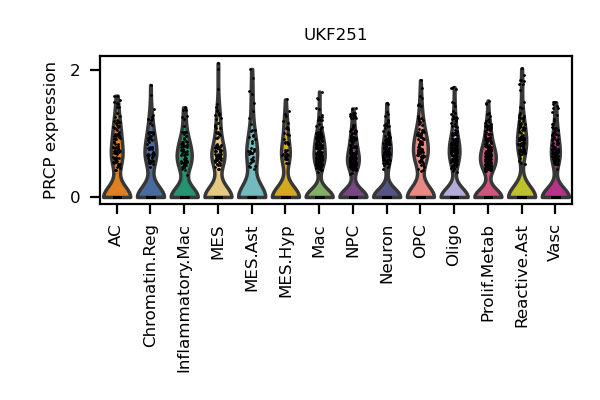 UKF251
PRCP expression
2
0
AC
Chromatin.Reg
Inflammatory.Mac
MES
MES.Ast
MES.Hyp
Mac
NPC
Neuron
OPC
Oligo
Prolif.Metab
Reactive.Ast
Vasc